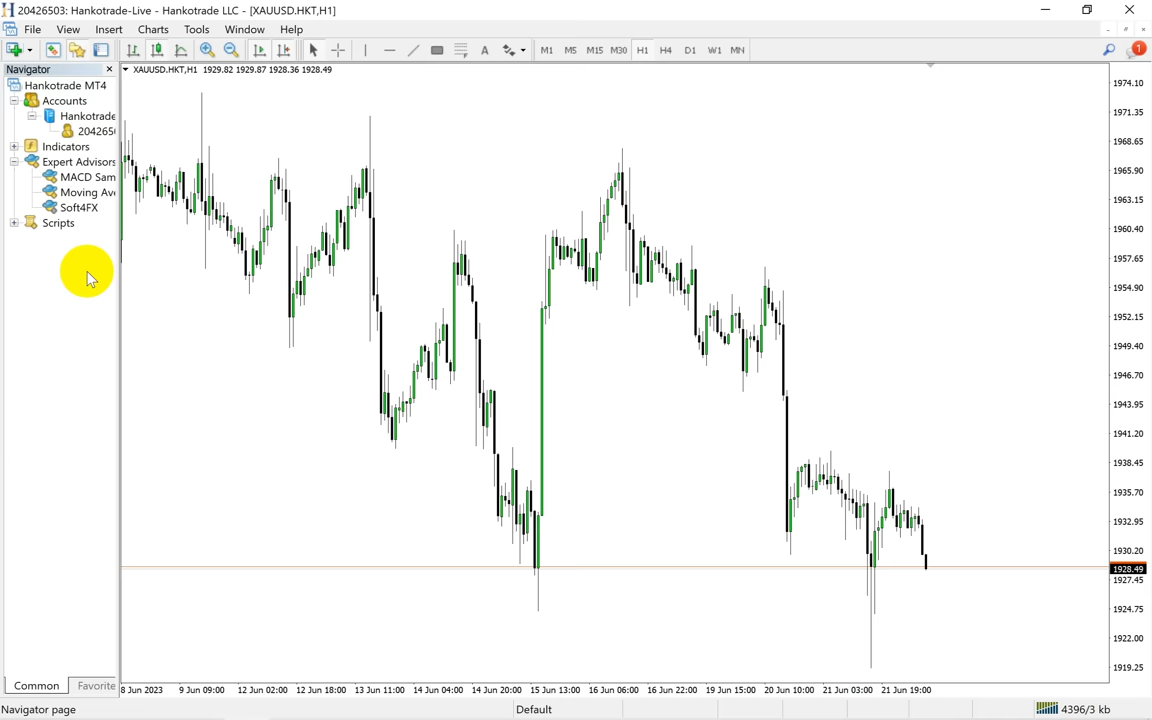 20426503: Hankotrade-Live - Hankotrade LLC - [XAUUSD.HKT,H1]
File View Insert Charts Tools Window Help
M1 M5 M15 M30 H1 H4 D1 W1 MN 1
Navigator
Hankotrade MT4
Accounts
Hankotrade
2042650
Indicators
Expert Advisors
MACD Sam
Moving Ave
Soft4FX
Scripts
Common Favorite
XAUUSD.HKT,H1 1929.82 1929.87 1928.36 1928.49
1974.10
1971.35
1968.65
1965.90
1963.15
1960.40
1957.65
1954.90
1952.15
1949.40
1946.70
1943.95
1941.20
1938.45
1935.70
1932.95
1930.20
1928.49
1927.45
1924.75
1922.00
1919.25
8 Jun 2023 9 Jun 09:00 12 Jun 02:00 12 Jun 18:00 13 Jun 11:00 14 Jun 04:00 14 Jun 20:00 15 Jun 13:00 16 Jun 06:00 16 Jun 22:00 19 Jun 15:00 20 Jun 10:00 21 Jun 03:00 21 Jun 19:00
Navigator page Default 4396/3 kb